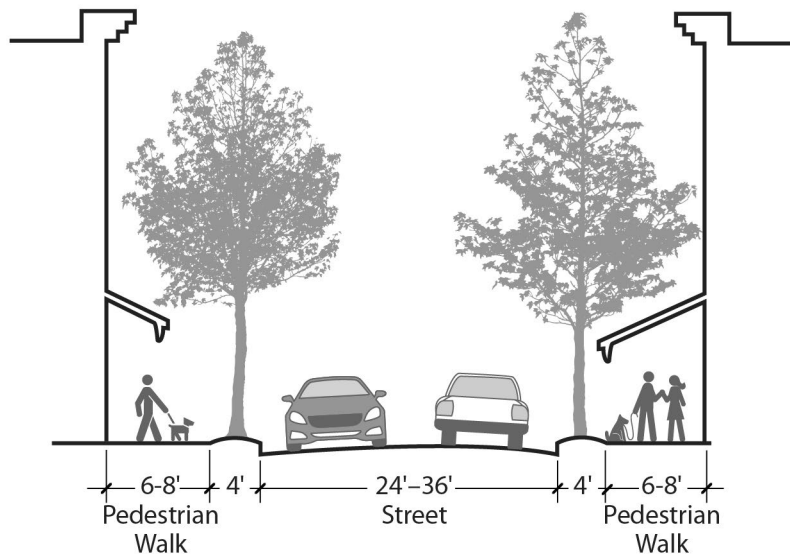 6-8' 4' 24'–36' 4' 6-8'
Pedestrian Street Pedestrian
Walk Walk